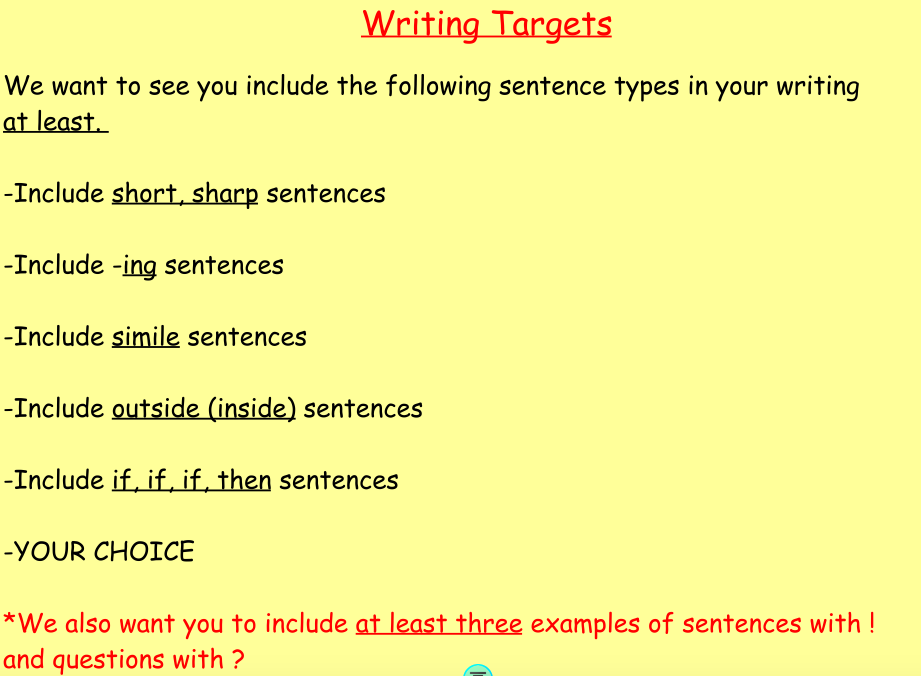 Writing Targets
We want to see you include the following sentence types in your writing
at least.
-Include short, sharp sentences
-Include -ing sentences
-Include simile sentences
-Include outside (inside) sentences
-Include if, if, if, then sentences
-YOUR CHOICE
*We also want you to include at least three examples of sentences with !
and questions with ?